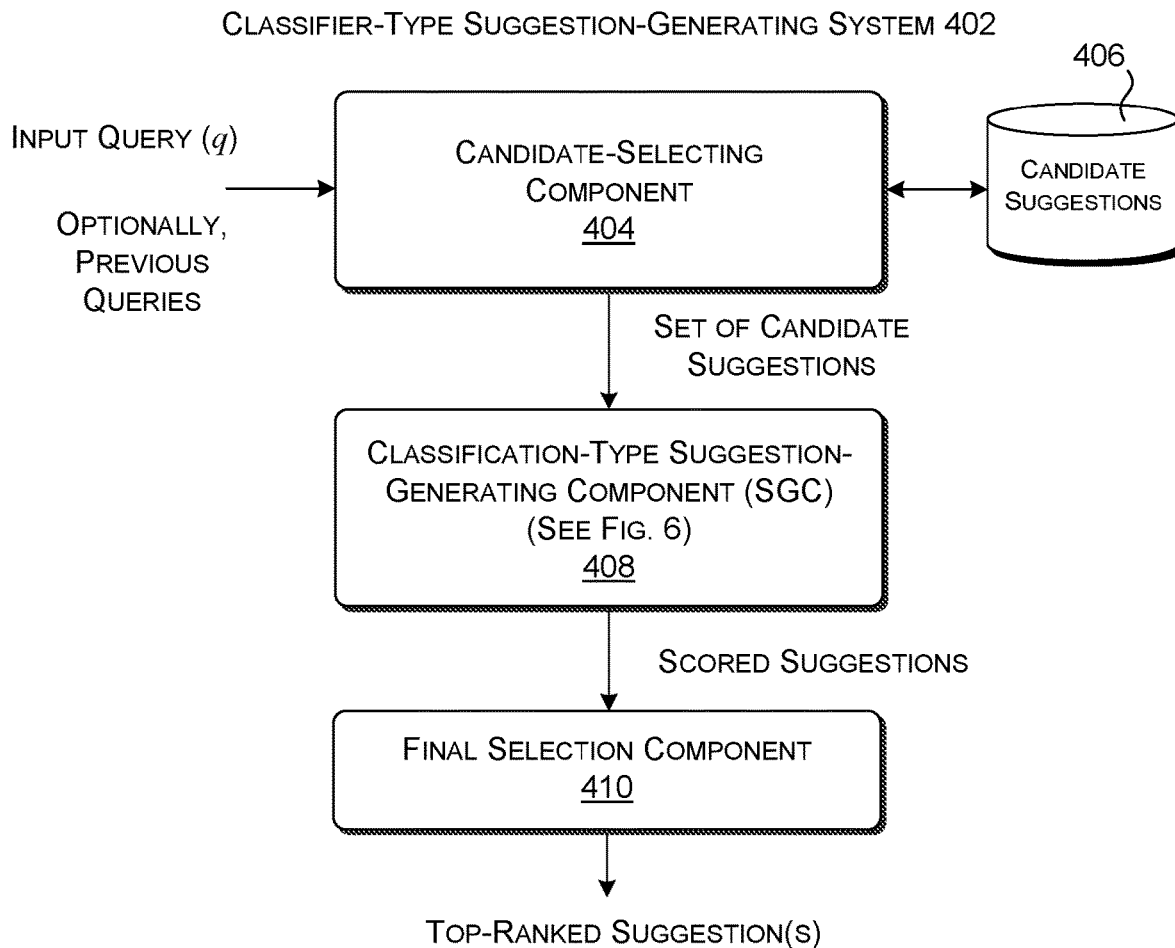 CLASSIFIER-TYPE SUGGESTION-GENERATING SYSTEM 402
406
INPUT QUERY (q)
OPTIONALLY,
PREVIOUS
QUERIES
CANDIDATE-SELECTING
COMPONENT
404
CANDIDATE
SUGGESTIONS
SET OF CANDIDATE
SUGGESTIONS
CLASSIFICATION-TYPE SUGGESTION-
GENERATING COMPONENT (SGC)
(SEE FIG. 6)
408
SCORED SUGGESTIONS
FINAL SELECTION COMPONENT
410
TOP-RANKED SUGGESTION(S)